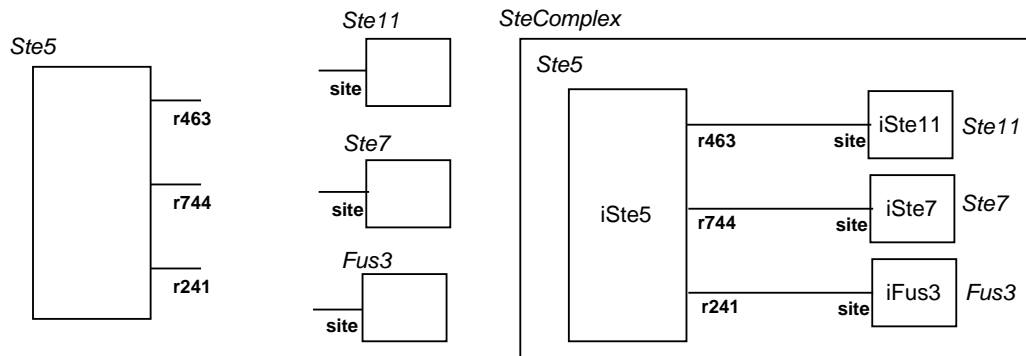 Ste5
r463
r744
r241
Ste11
site
Ste7
site
Fus3
site
SteComplex
Ste5
iSte5
r463
r744
r241
site
iSte11
Ste11
site
iSte7
Ste7
site
iFus3
Fus3